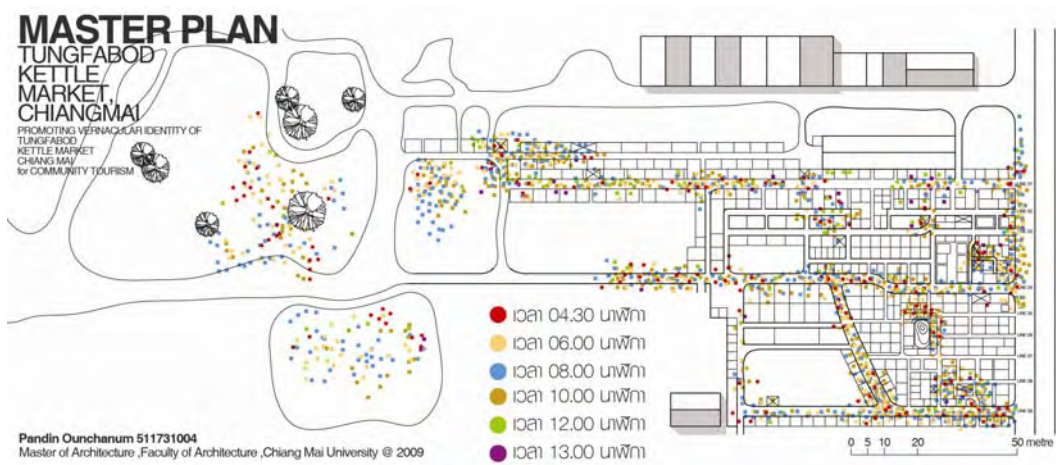 MASTER PLAN
TUNGFABOD
KETTLE
MARKET,
CHIANGMAI
PROMOTING VERNACULAR IDENTITY OF
TUNGFABOD
KETTLE MARKET
CHIANG MAI
for COMMUNITY TOURISM
เวลา 04.30 นาฬิกา
เวลา 06.00 นาฬิกา
เวลา 08.00 นาฬิกา
เวลา 10.00 นาฬิกา
เวลา 12.00 นาฬิกา
เวลา 13.00 นาฬิกา
Pandin Ounchanum 511731004
Master of Architecture ,Faculty of Architecture ,Chiang Mai University @ 2009
0 5 10 20 50 metre